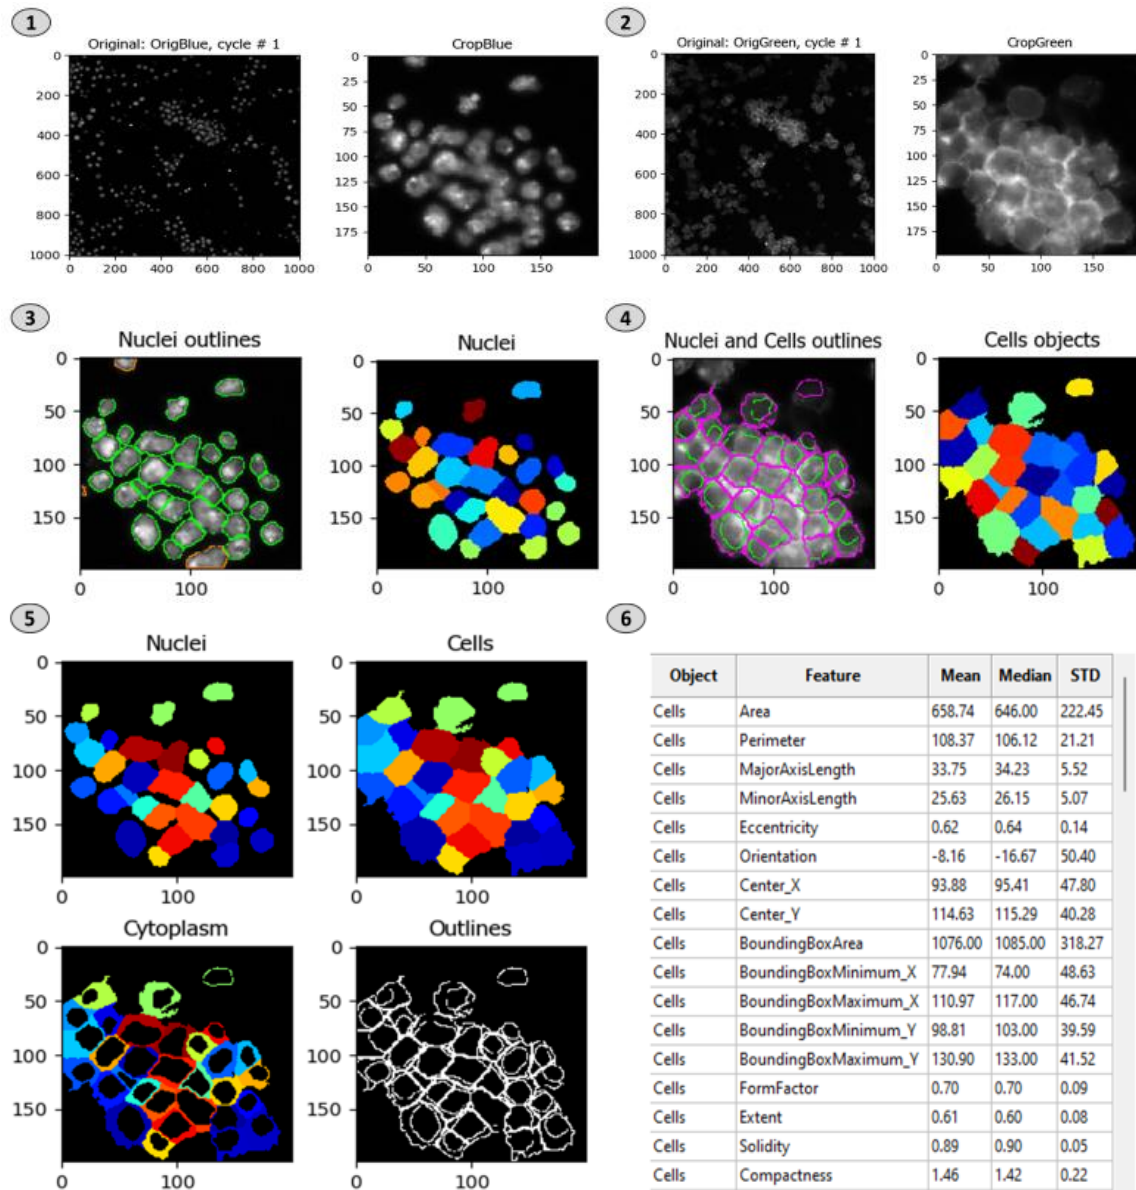 1
Original: OrigBlue, cycle # 1
0
200
400
600
800
1000
0 200 400 600 800 1000
CropBlue
0
25
50
75
100
125
150
175
0 50 100 150
2
Original: OrigGreen, cycle # 1
0
200
400
600
800
1000
0 200 400 600 800 1000
CropGreen
0
25
50
75
100
125
150
175
0 50 100 150
3
Nuclei outlines
0
50
100
150
0 100
Nuclei
0
50
100
150
0 100
4
Nuclei and Cells outlines
0
50
100
150
0 100
Cells objects
0
50
100
150
0 100
5
Nuclei
0
50
100
150
0 100
Cells
0
50
100
150
0 100
Cytoplasm
0
50
100
150
0 100
Outlines
0
50
100
150
0 100
6
Object Feature Mean Median STD
Cells Area 658.74 646.00 222.45
Cells Perimeter 108.37 106.12 21.21
Cells MajorAxisLength 33.75 34.23 5.52
Cells MinorAxisLength 25.63 26.15 5.07
Cells Eccentricity 0.62 0.64 0.14
Cells Orientation -8.16 -16.67 50.40
Cells Center_X 93.88 95.41 47.80
Cells Center_Y 114.63 115.29 40.28
Cells BoundingBoxArea 1076.00 1085.00 318.27
Cells BoundingBoxMinimum_X 77.94 74.00 48.63
Cells BoundingBoxMaximum_X 110.97 117.00 46.74
Cells BoundingBoxMinimum_Y 98.81 103.00 39.59
Cells BoundingBoxMaximum_Y 130.90 133.00 41.52
Cells FormFactor 0.70 0.70 0.09
Cells Extent 0.61 0.60 0.08
Cells Solidity 0.89 0.90 0.05
Cells Compactness 1.46 1.42 0.22